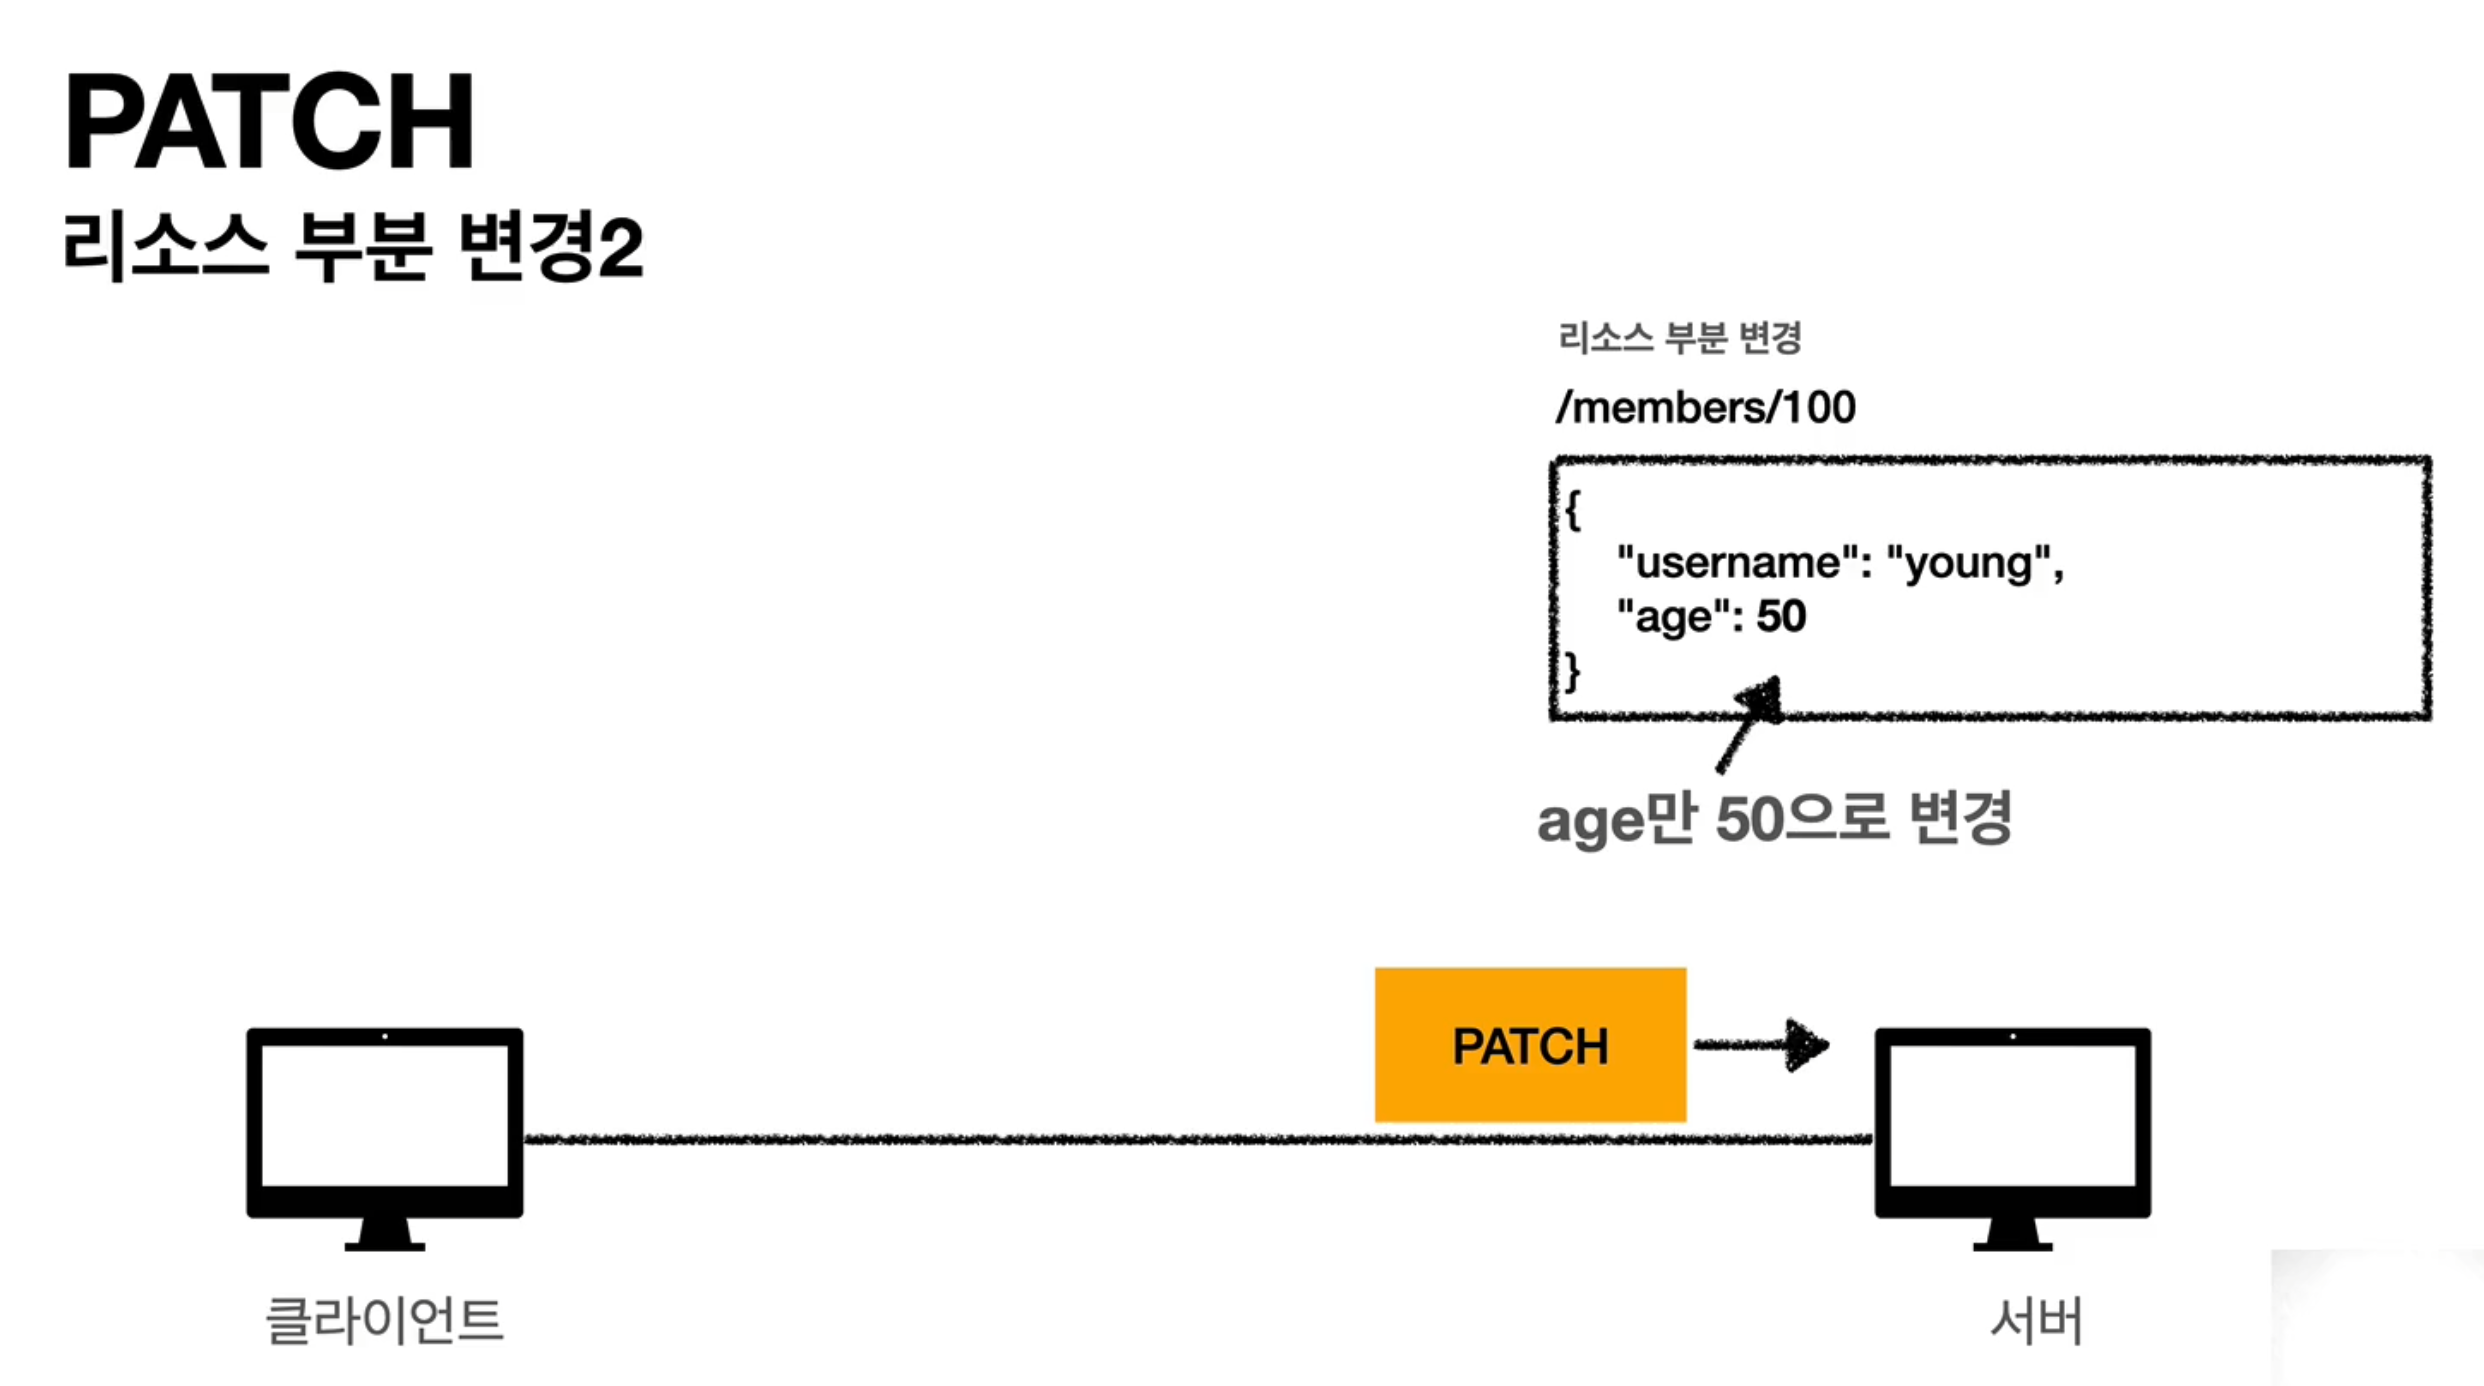 PATCH
리소스 부분 변경2
리소스 부분 변경
/members/100
{
"username": "young",
"age": 50
}
age만 50으로 변경
PATCH
클라이언트
서버